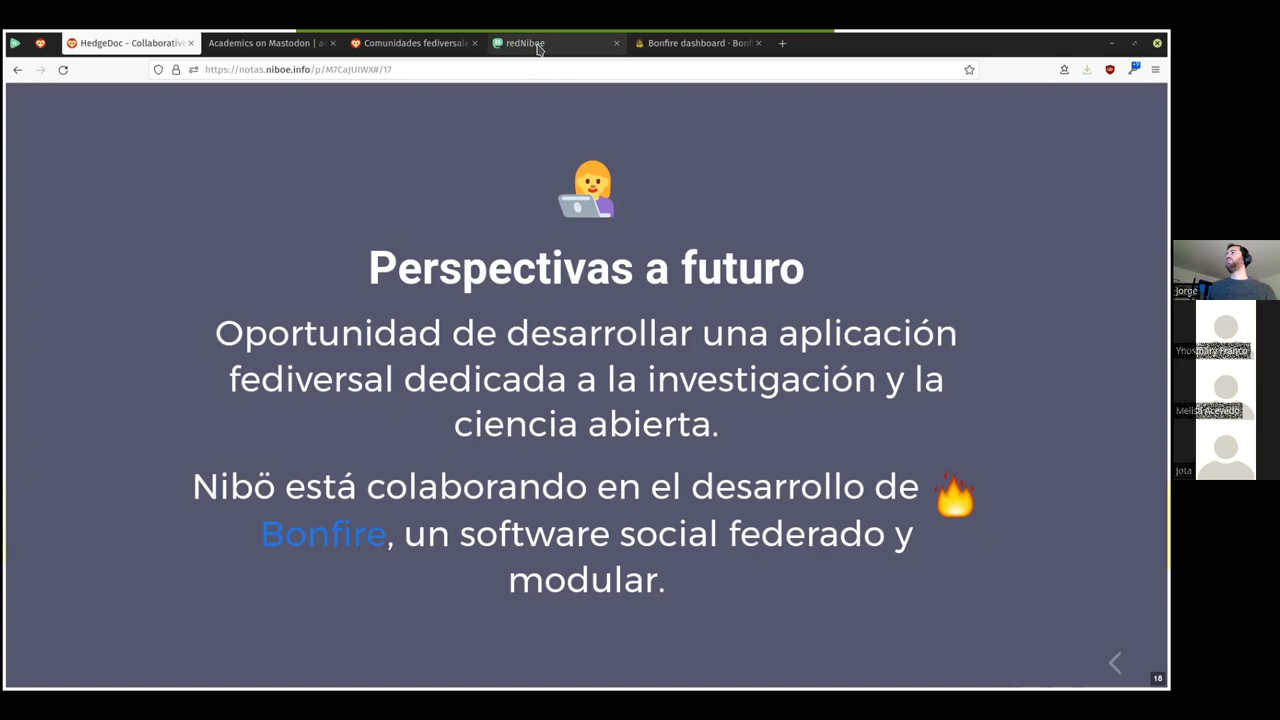 HedgeDoc - Collaborative
Academics on Mastodon | a
Comunidades fediversale
redNiboe
Bonfire dashboard · Bonf
https://notas.niboe.info/p/M7CaJUIWX#/17
Perspectivas a futuro
Oportunidad de desarrollar una aplicación
fediversal dedicada a la investigación y la
ciencia abierta.
Nibö está colaborando en el desarrollo de
Bonfire, un software social federado y
modular.
18
Jorge
Yhosmary Franco
Melisa Acevedo
jota